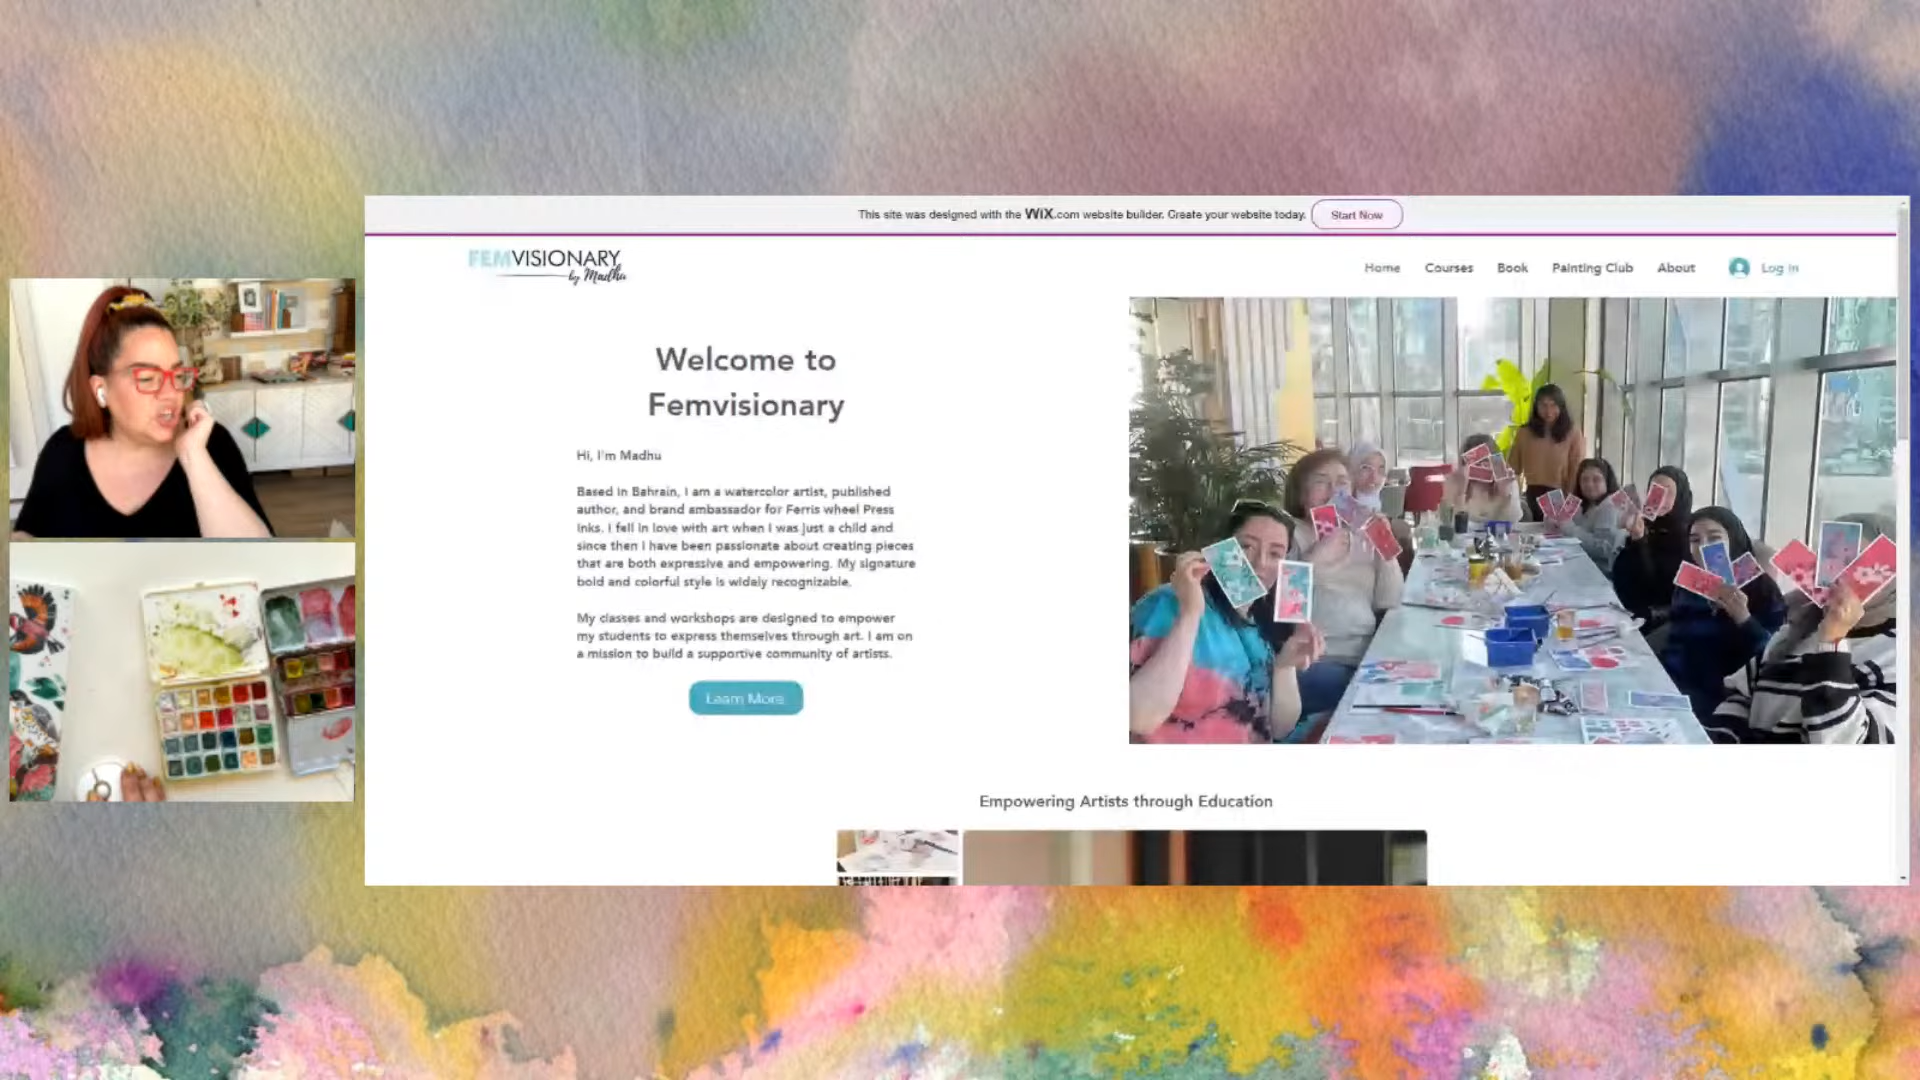 This site was designed with the WiX.com website builder. Create your website today. Start Now
FEMVISIONARY
by Madhu
Home Courses Book Painting Club About Log In
Welcome to
Femvisionary
Hi, I'm Madhu
Based in Bahrain, I am a watercolor artist, published
author, and brand ambassador for Ferris wheel Press
Inks. I fell in love with art when I was just a child and
since then I have been passionate about creating pieces
that are both expressive and empowering. My signature
bold and colorful style is widely recognizable.
My classes and workshops are designed to empower
my students to express themselves through art. I am on
a mission to build a supportive community of artists.
Learn More
Empowering Artists through Education